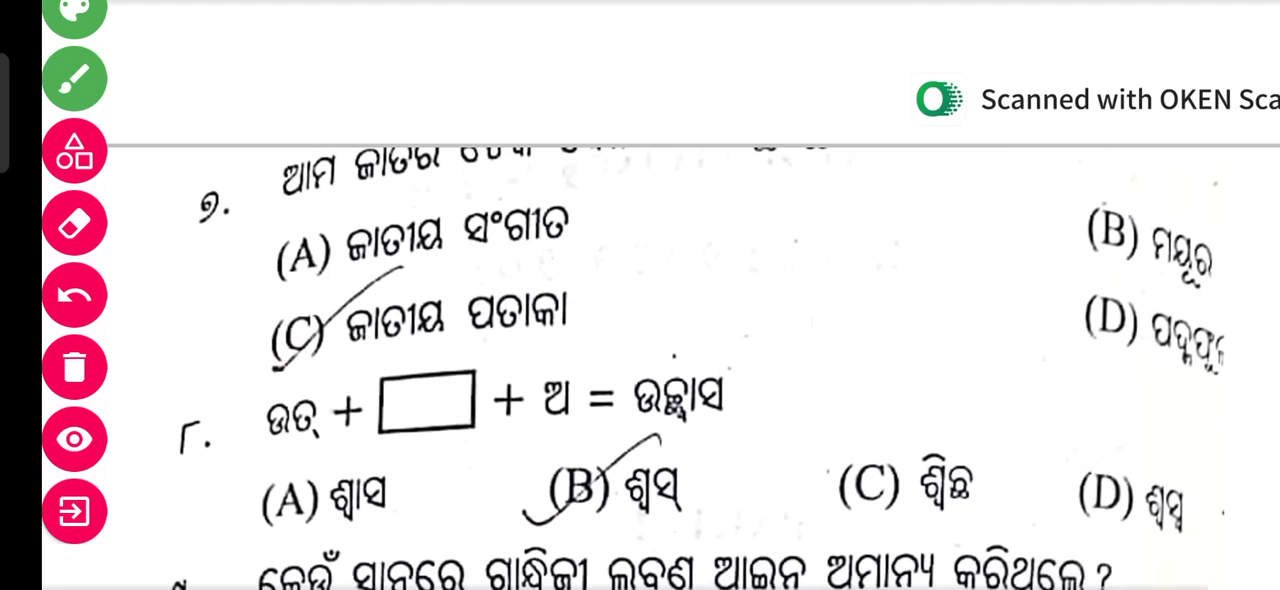 Scanned with OKEN Sca
୭. ଆମ ଜାତିର
(A) ଜାତୀୟ ସଂଗୀତ (B) ମୟୂର
(C) ଜାତୀୟ ପତାକା (D) ପଦ୍ମଫୁ
୮. ଉତ୍ + + ଅ = ଉଚ୍ଛ୍ୱାସ
(A) ଶ୍ୱାସ (B) ଶ୍ୱସ୍ (C) ଶ୍ୱିଛ (D) ଶ୍ୱସ୍ୱ
କେଉଁ ସ୍ଥାନରେ ଗାନ୍ଧିଜୀ ଲବଣ ଆଇନ ଅମାନ୍ୟ କରିଥିଲେ ?